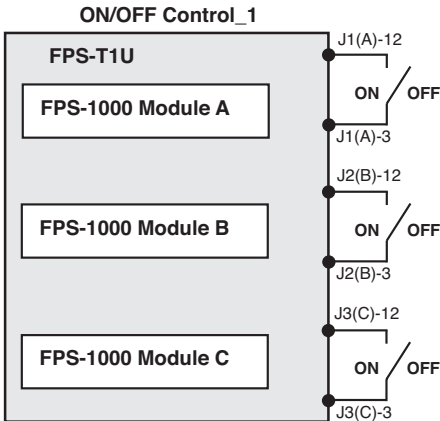 ON/OFF Control_1
FPS-T1U
J1(A)-12
FPS-1000 Module A
ON OFF
J1(A)-3
J2(B)-12
FPS-1000 Module B
ON OFF
J2(B)-3
J3(C)-12
FPS-1000 Module C
ON OFF
J3(C)-3